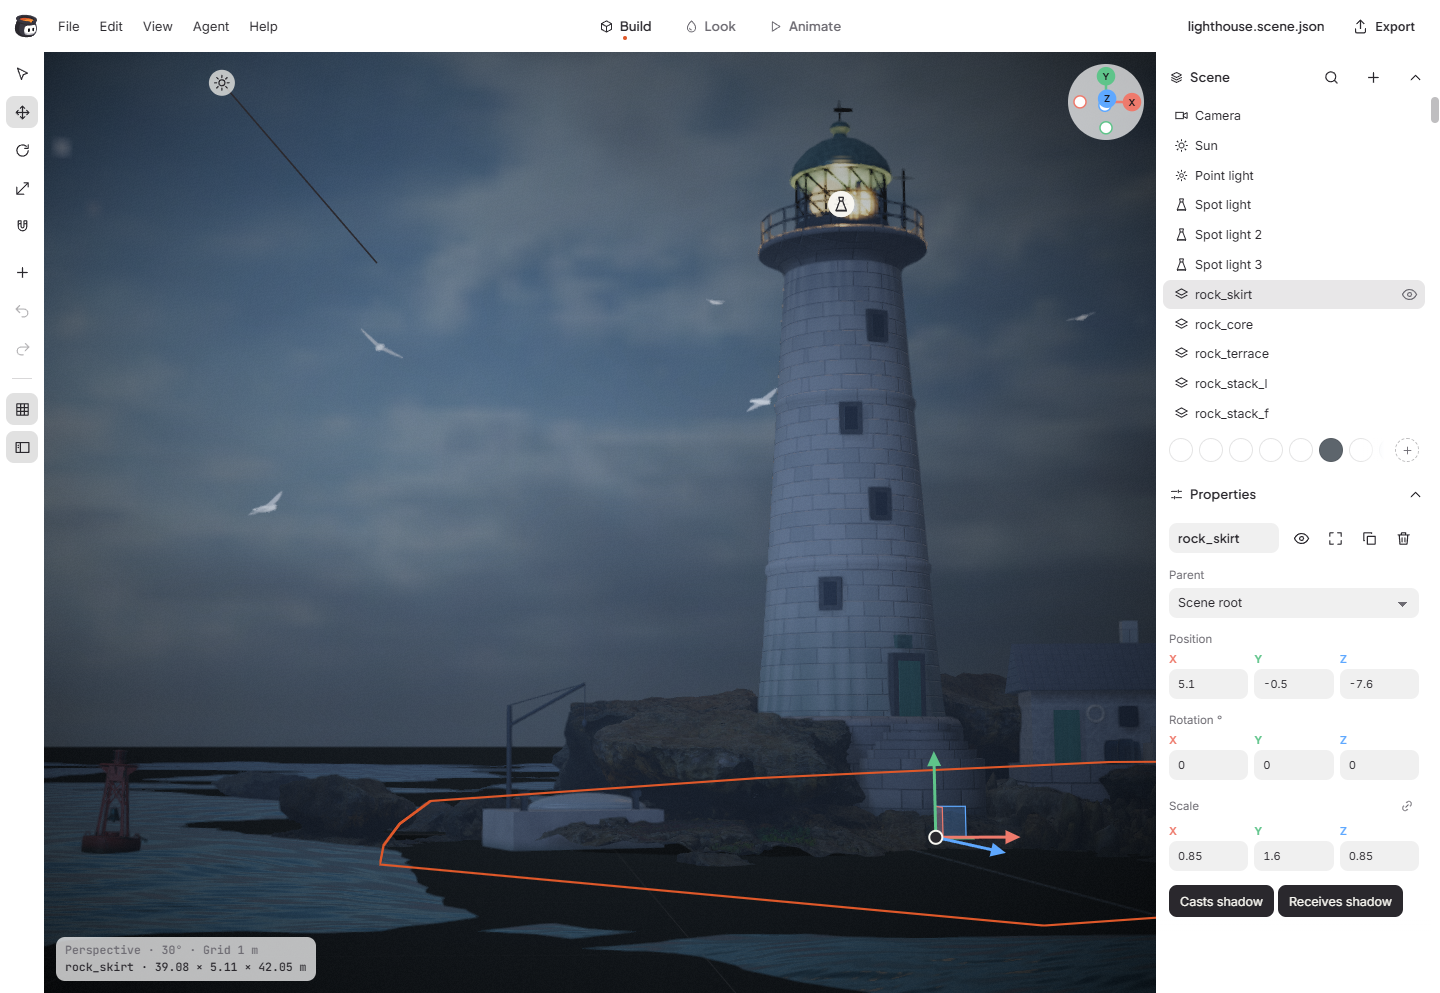 File Edit View Agent Help
Build Look Animate
lighthouse.scene.json Export
Y
Z X
Scene
Camera
Sun
Point light
Spot light
Spot light 2
Spot light 3
rock_skirt
rock_core
rock_terrace
rock_stack_l
rock_stack_f
Properties
rock_skirt
Parent
Scene root
Position
X Y Z
5.1 -0.5 -7.6
Rotation °
X Y Z
0 0 0
Scale
X Y Z
0.85 1.6 0.85
Casts shadow Receives shadow
Perspective · 30° · Grid 1 m
rock_skirt · 39.08 × 5.11 × 42.05 m